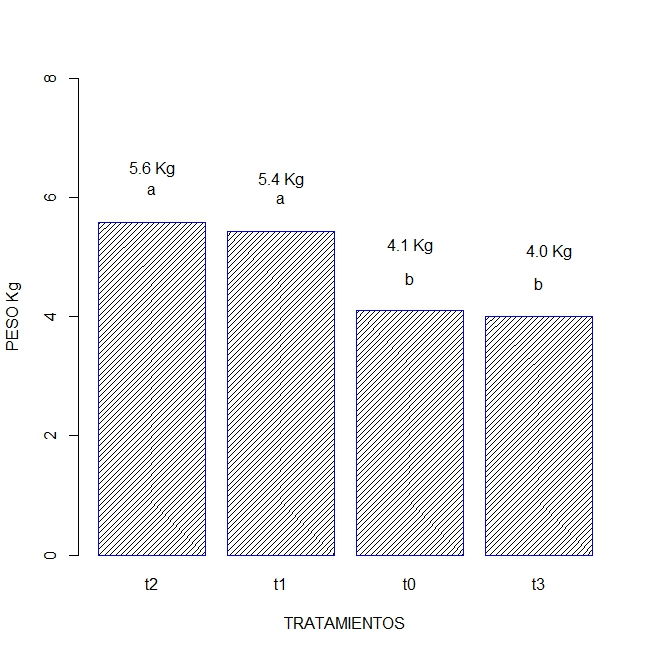 8
6
4
2
0
PESO Kg
5.6 Kg
a
5.4 Kg
a
4.1 Kg
b
4.0 Kg
b
t2 t1 t0 t3
TRATAMIENTOS